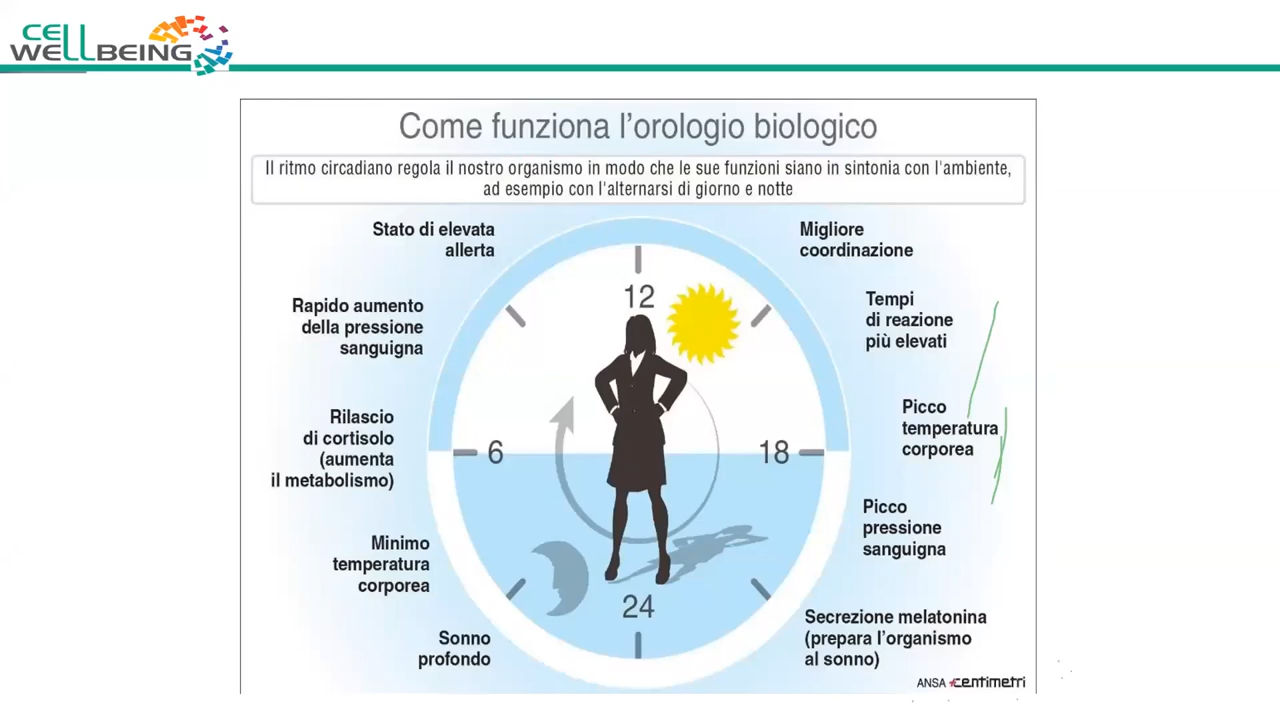 CELL
WELLBEING
Come funziona l'orologio biologico
Il ritmo circadiano regola il nostro organismo in modo che le sue funzioni siano in sintonia con l'ambiente,
ad esempio con l'alternarsi di giorno e notte
Stato di elevata
allerta
Migliore
coordinazione
Rapido aumento
della pressione
sanguigna
12
Tempi
di reazione
più elevati
Rilascio
di cortisolo
(aumenta
il metabolismo)
6
18
Picco
temperatura
corporea
Minimo
temperatura
corporea
Picco
pressione
sanguigna
24
Sonno
profondo
Secrezione melatonina
(prepara l'organismo
al sonno)
ANSA centimetri